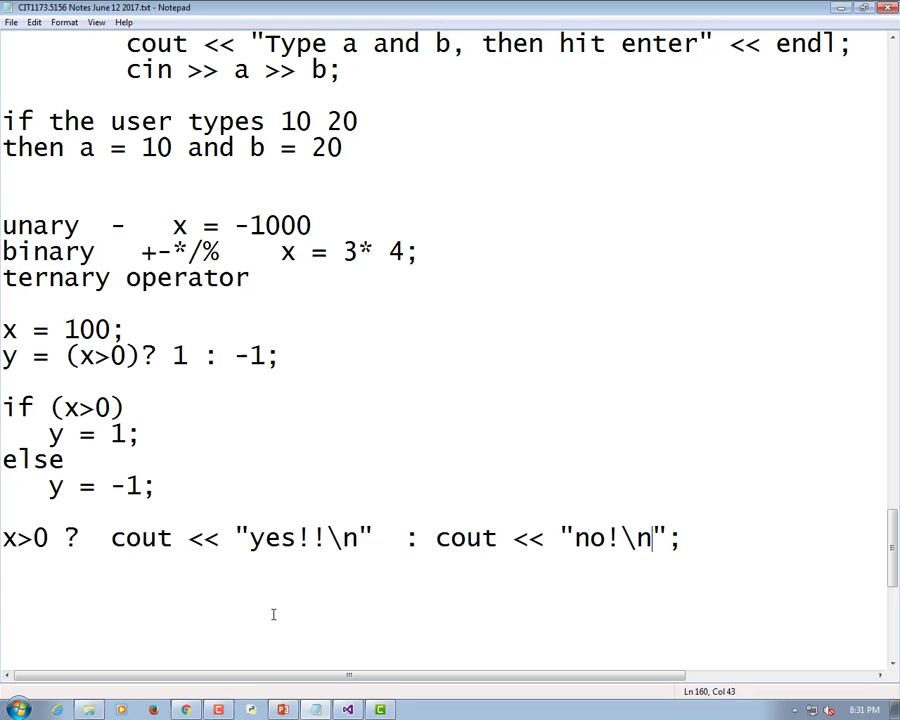 CIT1173.5156 Notes June 12 2017.txt - Notepad
File Edit Format View Help
cout << "Type a and b, then hit enter" << endl;
cin >> a >> b;
if the user types 10 20
then a = 10 and b = 20
unary - x = -1000
binary +-*/% x = 3* 4;
ternary operator
x = 100;
y = (x>0)? 1 : -1;
if (x>0)
y = 1;
else
y = -1;
x>0 ? cout << "yes!!\n" : cout << "no!\n";
Ln 160, Col 43
8:31 PM